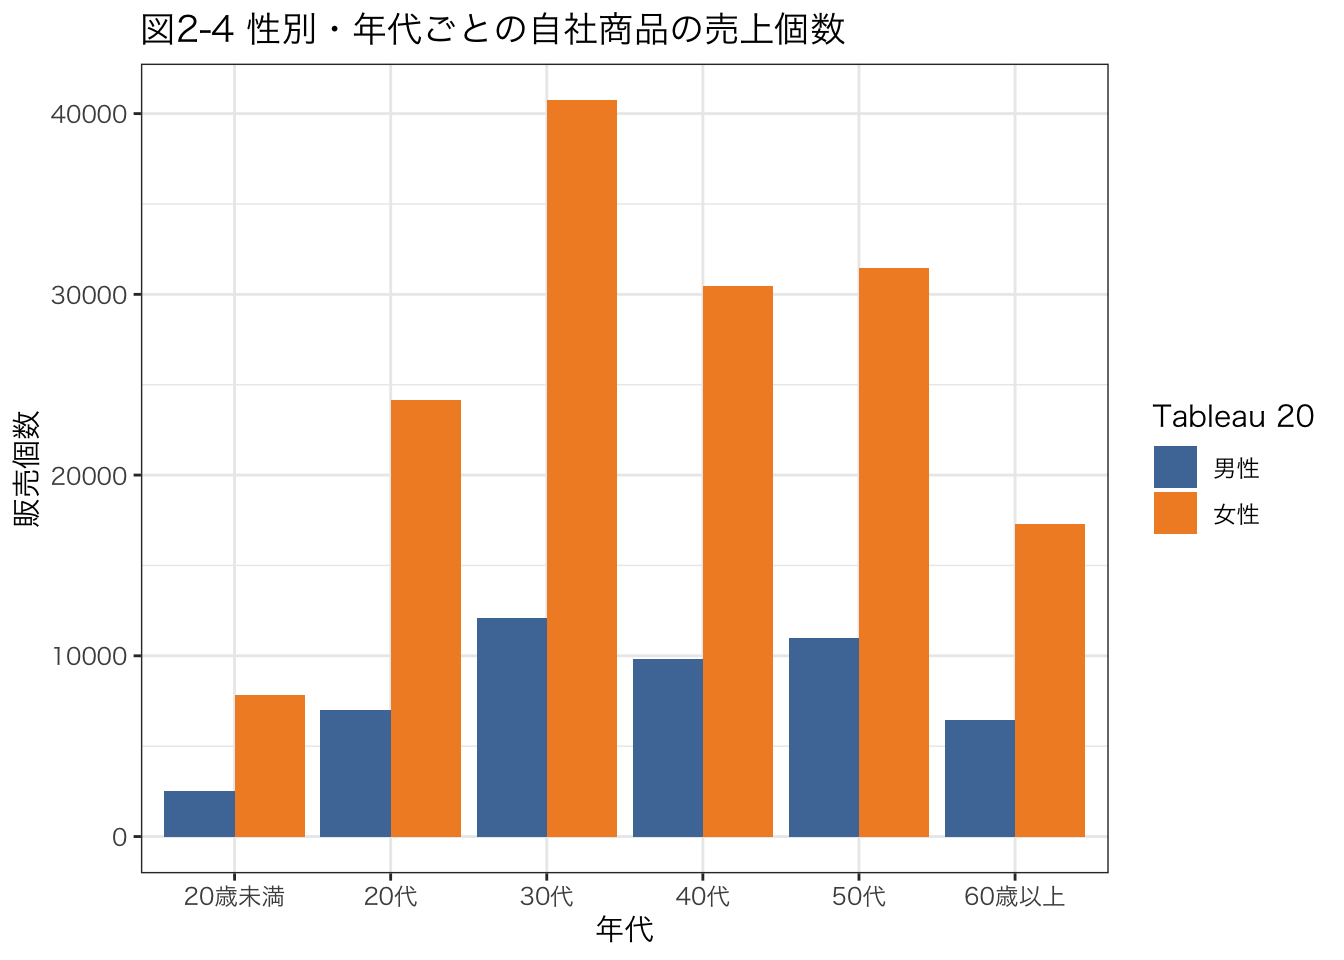 図2-4 性別・年代ごとの自社商品の売上個数
販売個数
40000
30000
20000
10000
0
20歳未満
20代
30代
40代
50代
60歳以上
年代
Tableau 20
男性
女性